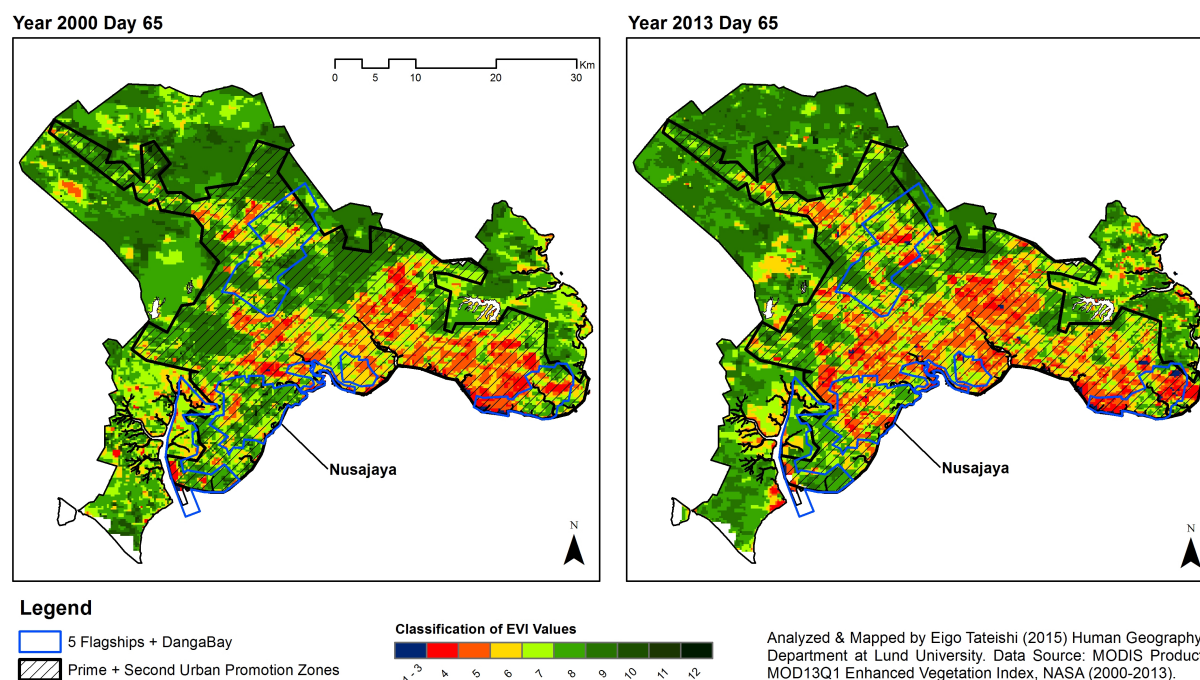 Year 2000 Day 65
Year 2013 Day 65
Km
0 5 10 20 30
Nusajaya
Nusajaya
N
N
Legend
5 Flagships + DangaBay
Prime + Second Urban Promotion Zones
Classification of EVI Values
1 - 3 4 5 6 7 8 9 10 11 12
Analyzed & Mapped by Eigo Tateishi (2015) Human Geography,
Department at Lund University. Data Source: MODIS Product
MOD13Q1 Enhanced Vegetation Index, NASA (2000-2013).